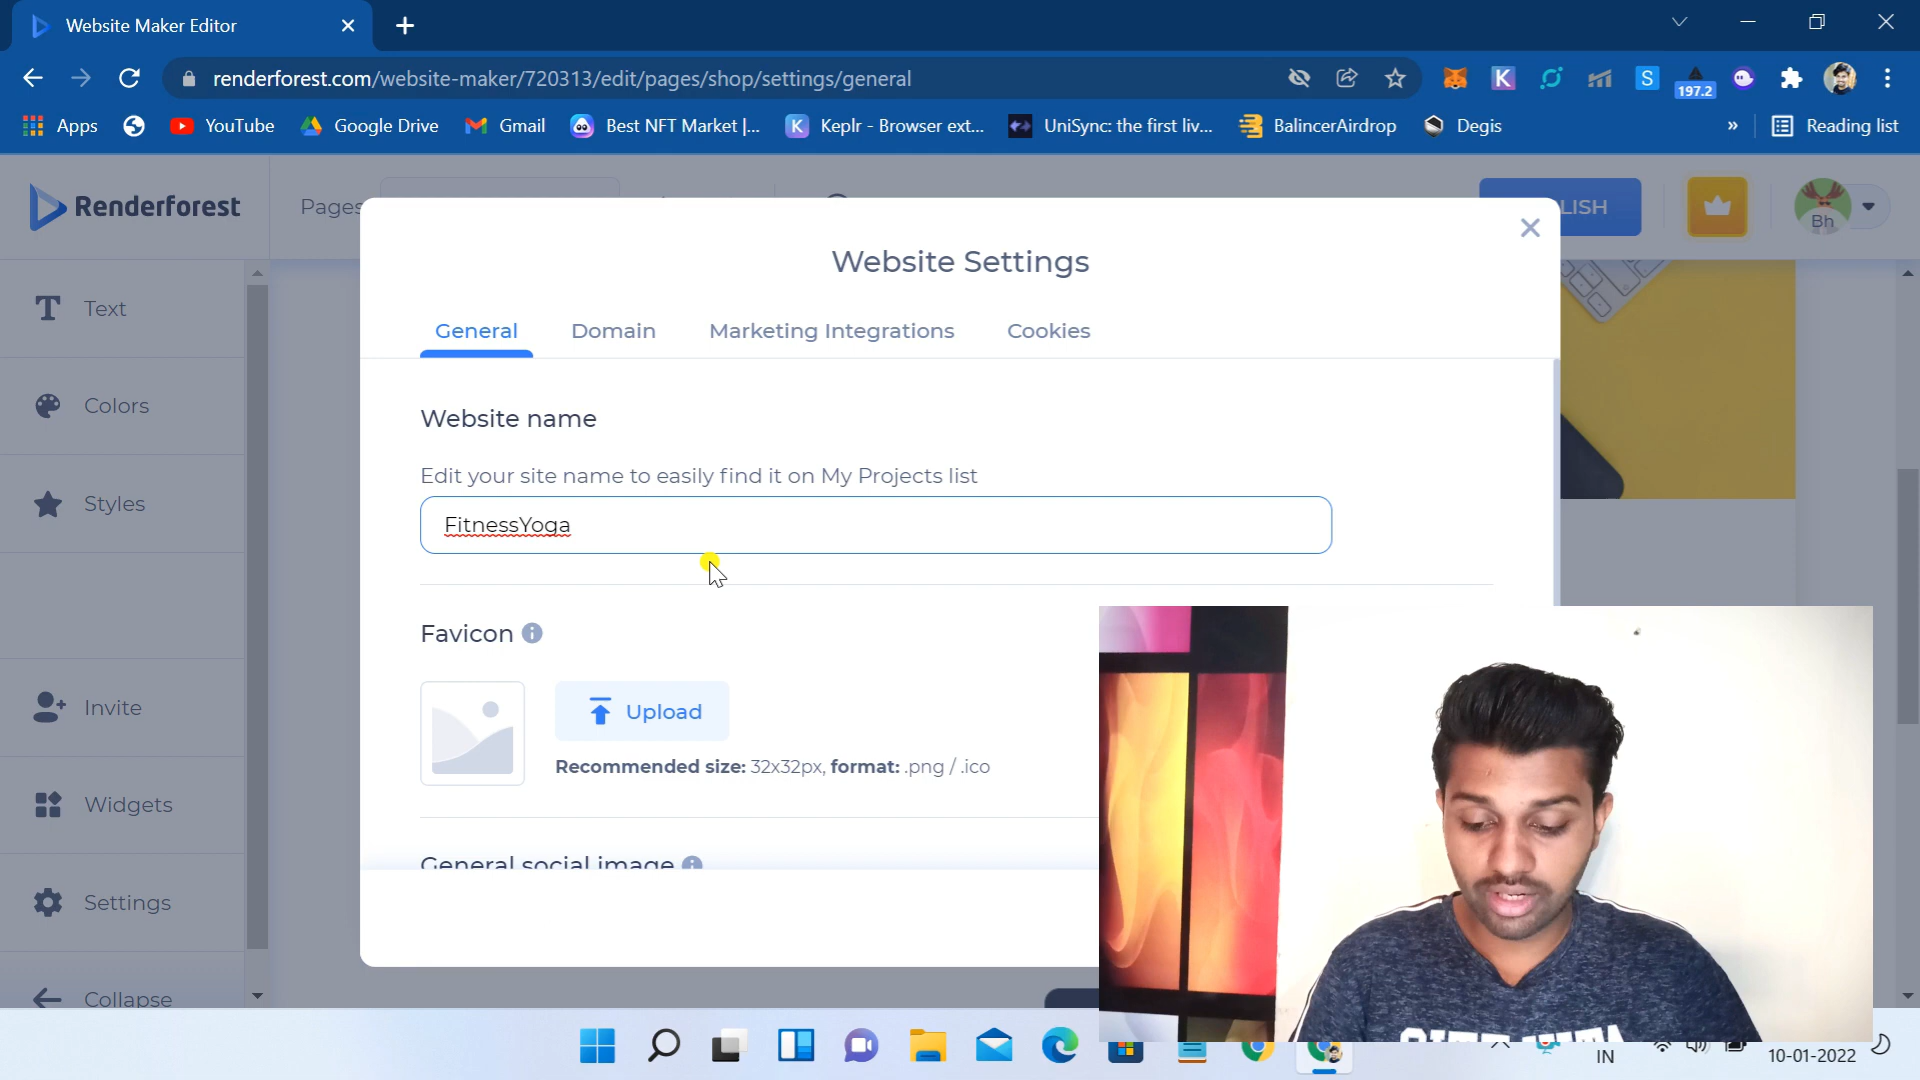 Website Maker Editor
renderforest.com/website-maker/720313/edit/pages/shop/settings/general
K
S
197.2
Apps
YouTube
Google Drive
Gmail
Best NFT Market |...
K
Keplr - Browser ext...
UniSync: the first liv...
BalincerAirdrop
Degis
»
Reading list
Renderforest
Pages
LISH
Bh
Website Settings
General
Domain
Marketing Integrations
Cookies
Text
Colors
Styles
Invite
Widgets
Settings
Collapse
Website name
Edit your site name to easily find it on My Projects list
FitnessYoga
Favicon
Upload
Recommended size: 32x32px, format: .png / .ico
General social image
IN
10-01-2022